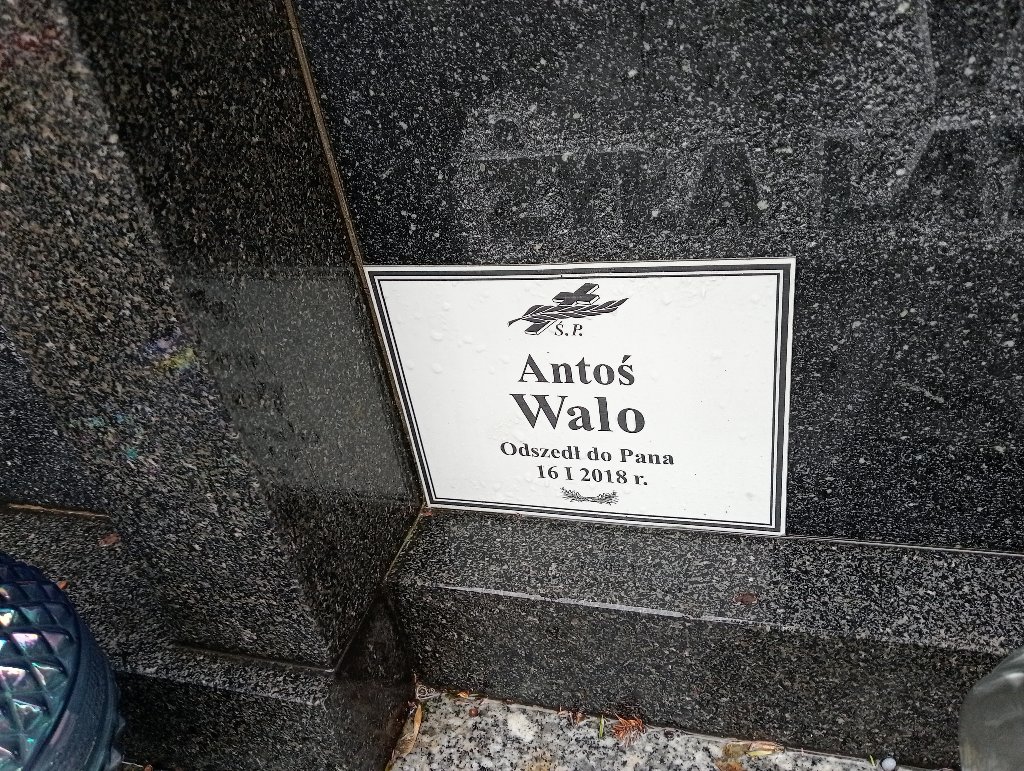 Ś.P.
Antoś
Walo
Odszedł do Pana
16 I 2018 r.